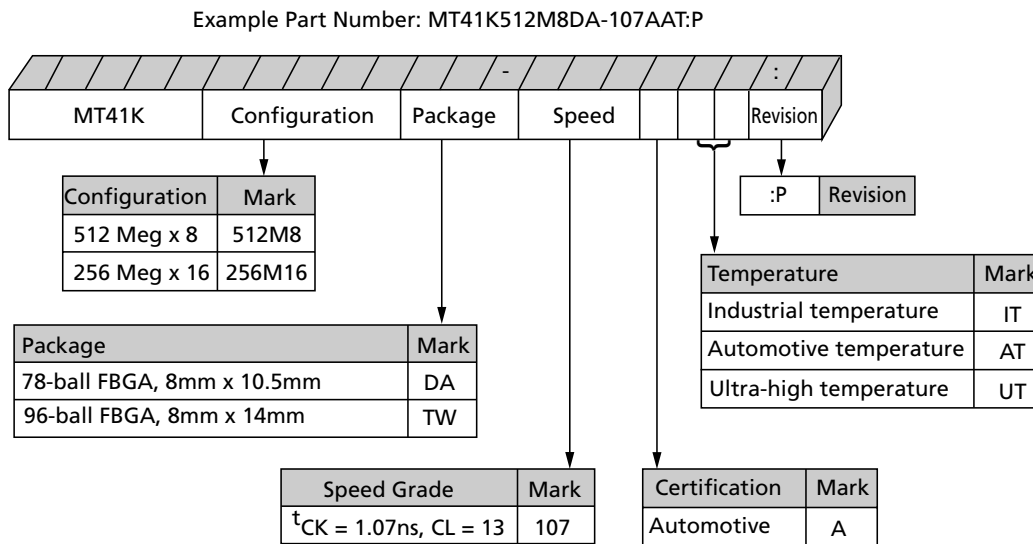 Example Part Number: MT41K512M8DA-107AAT:P
- :
MT41K Configuration Package Speed Revision
Configuration Mark
512 Meg x 8 512M8
256 Meg x 16 256M16
:P Revision
Temperature Mark
Industrial temperature IT
Automotive temperature AT
Ultra-high temperature UT
Package Mark
78-ball FBGA, 8mm x 10.5mm DA
96-ball FBGA, 8mm x 14mm TW
Speed Grade Mark
tCK = 1.07ns, CL = 13 107
Certification Mark
Automotive A